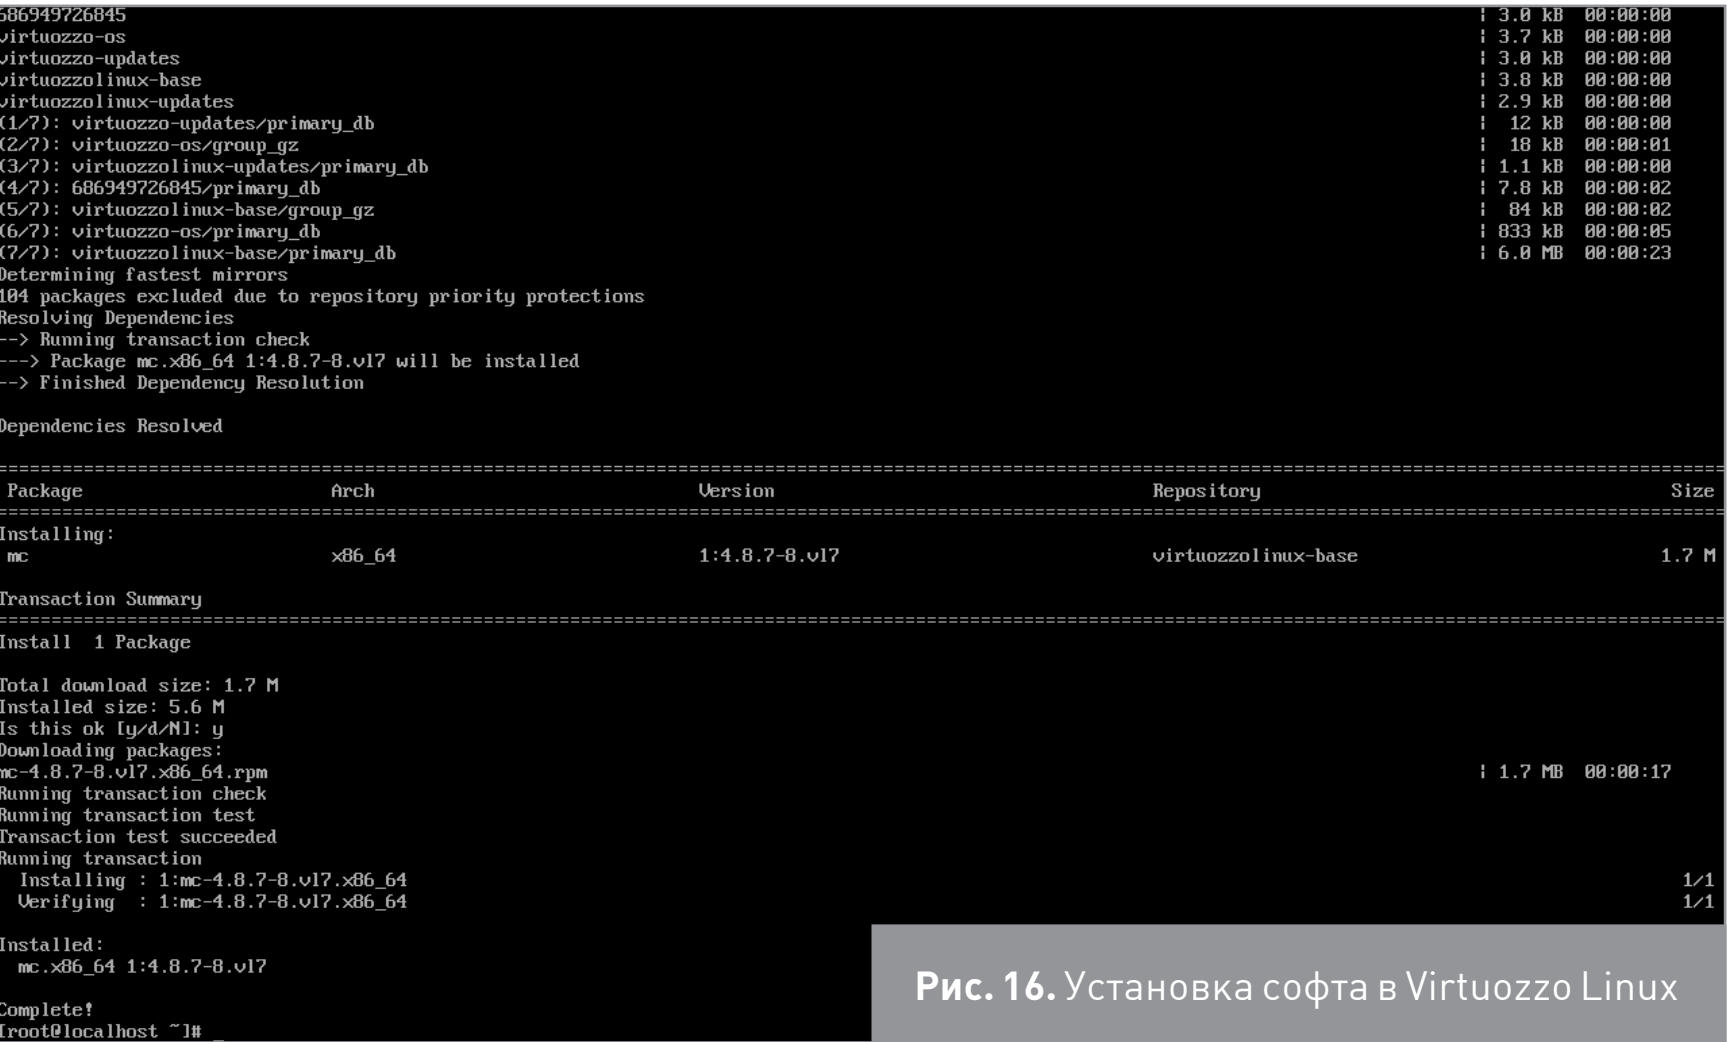 686949726845 | 3.0 kB 00:00:00
virtuozzo-os | 3.7 kB 00:00:00
virtuozzo-updates | 3.0 kB 00:00:00
virtuozzolinux-base | 3.8 kB 00:00:00
virtuozzolinux-updates | 2.9 kB 00:00:00
(1/7): virtuozzo-updates/primary_db | 12 kB 00:00:00
(2/7): virtuozzo-os/group_gz | 18 kB 00:00:01
(3/7): virtuozzolinux-updates/primary_db | 1.1 kB 00:00:00
(4/7): 686949726845/primary_db | 7.8 kB 00:00:02
(5/7): virtuozzolinux-base/group_gz | 84 kB 00:00:02
(6/7): virtuozzo-os/primary_db | 833 kB 00:00:05
(7/7): virtuozzolinux-base/primary_db | 6.0 MB 00:00:23
Determining fastest mirrors
104 packages excluded due to repository priority protections
Resolving Dependencies
--> Running transaction check
---> Package mc.x86_64 1:4.8.7-8.vl7 will be installed
--> Finished Dependency Resolution
Dependencies Resolved
Package Arch Version Repository Size
Installing:
mc x86_64 1:4.8.7-8.vl7 virtuozzolinux-base 1.7 M
Transaction Summary
Install 1 Package
Total download size: 1.7 M
Installed size: 5.6 M
Is this ok [y/d/N]: y
Downloading packages:
mc-4.8.7-8.vl7.x86_64.rpm | 1.7 MB 00:00:17
Running transaction check
Running transaction test
Transaction test succeeded
Running transaction
Installing : 1:mc-4.8.7-8.vl7.x86_64 1/1
Verifying : 1:mc-4.8.7-8.vl7.x86_64 1/1
Installed:
mc.x86_64 1:4.8.7-8.vl7
Complete!
[root@localhost ~]# _
Рис. 16. Установка софта в Virtuozzo Linux